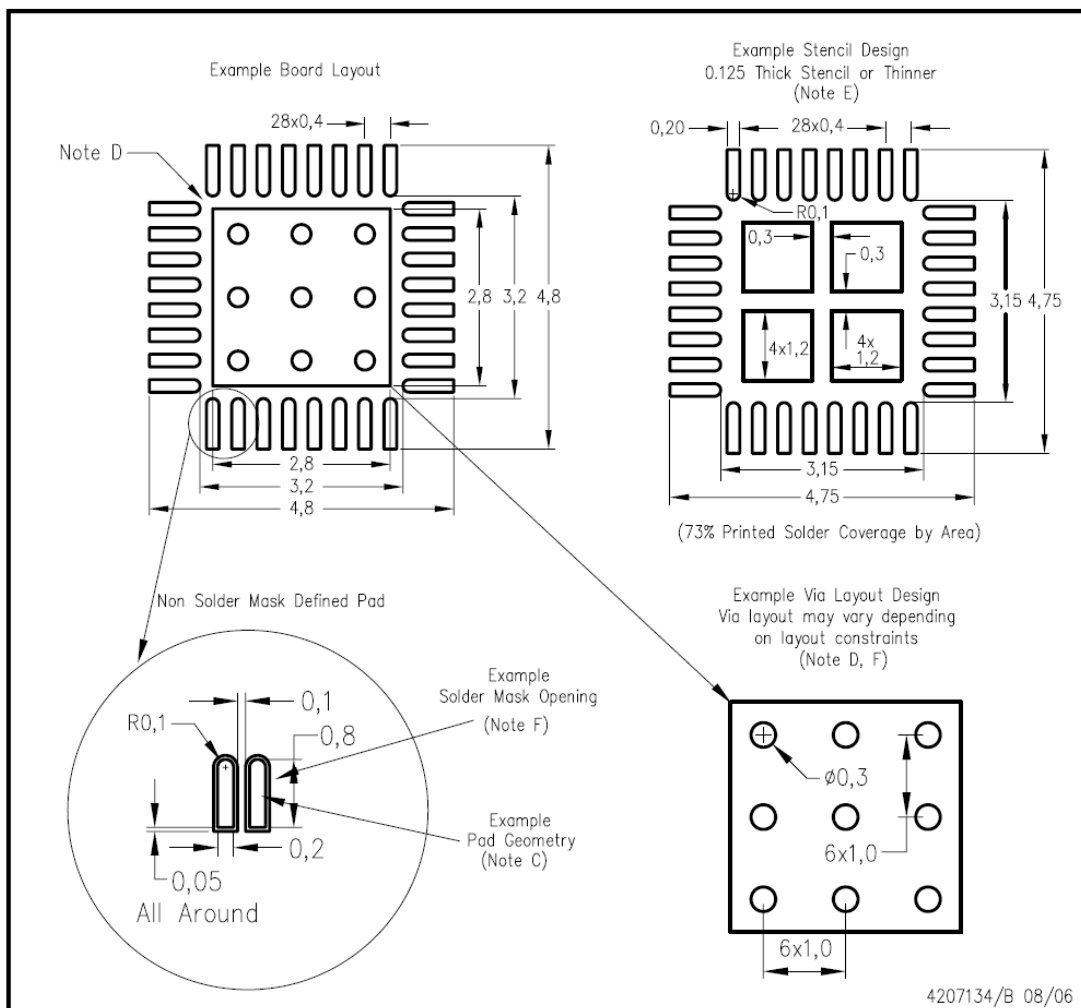 Example Board Layout
28x0,4
Note D
2,8
3,2
4,8
2,8
3,2
4,8
Example Stencil Design
0.125 Thick Stencil or Thinner
(Note E)
0,20
28x0,4
R0,1
0,3
0,3
4x1,2
4x
1,2
3,15
4,75
3,15
4,75
(73% Printed Solder Coverage by Area)
Non Solder Mask Defined Pad
Example
Solder Mask Opening
(Note F)
0,1
R0,1
0,8
Example
Pad Geometry
(Note C)
0,2
0,05
All Around
Example Via Layout Design
Via layout may vary depending
on layout constraints
(Note D, F)
ø0,3
6x1,0
6x1,0
4207134/B 08/06